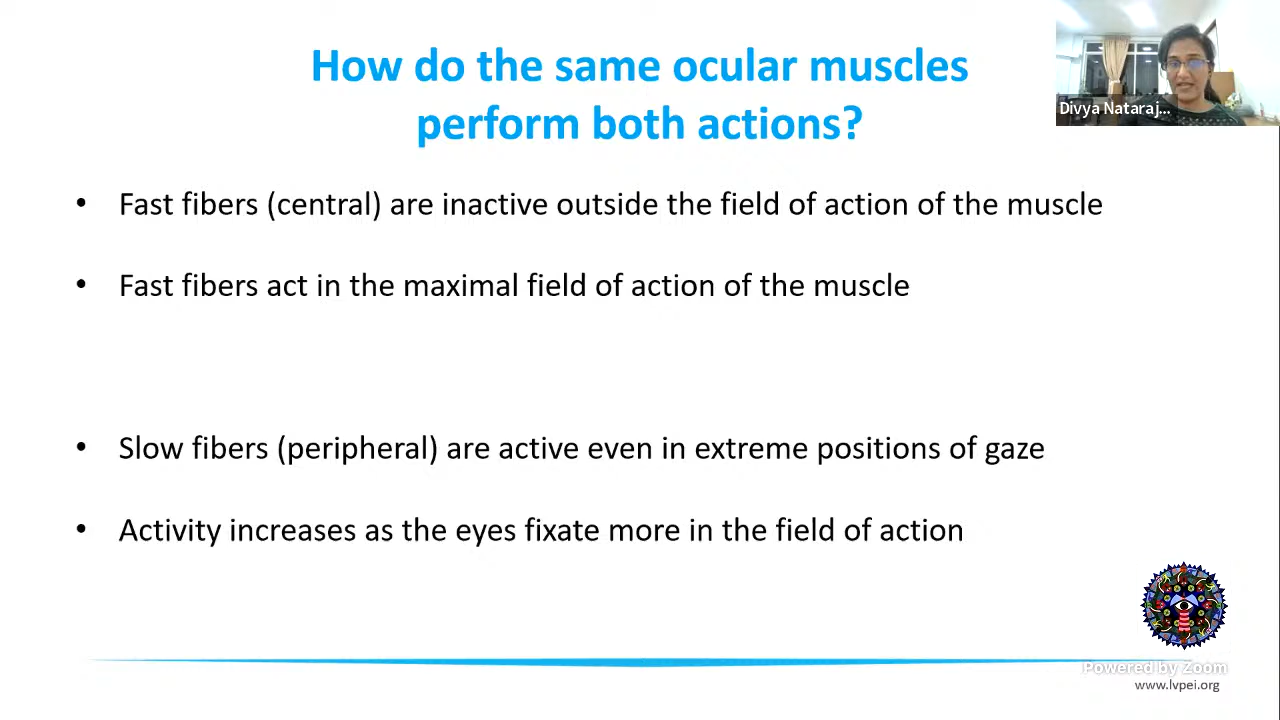 How do the same ocular muscles
perform both actions?
Divya Nataraj...
• Fast fibers (central) are inactive outside the field of action of the muscle
• Fast fibers act in the maximal field of action of the muscle
• Slow fibers (peripheral) are active even in extreme positions of gaze
• Activity increases as the eyes fixate more in the field of action
Powered by Zoom
www.lvpei.org